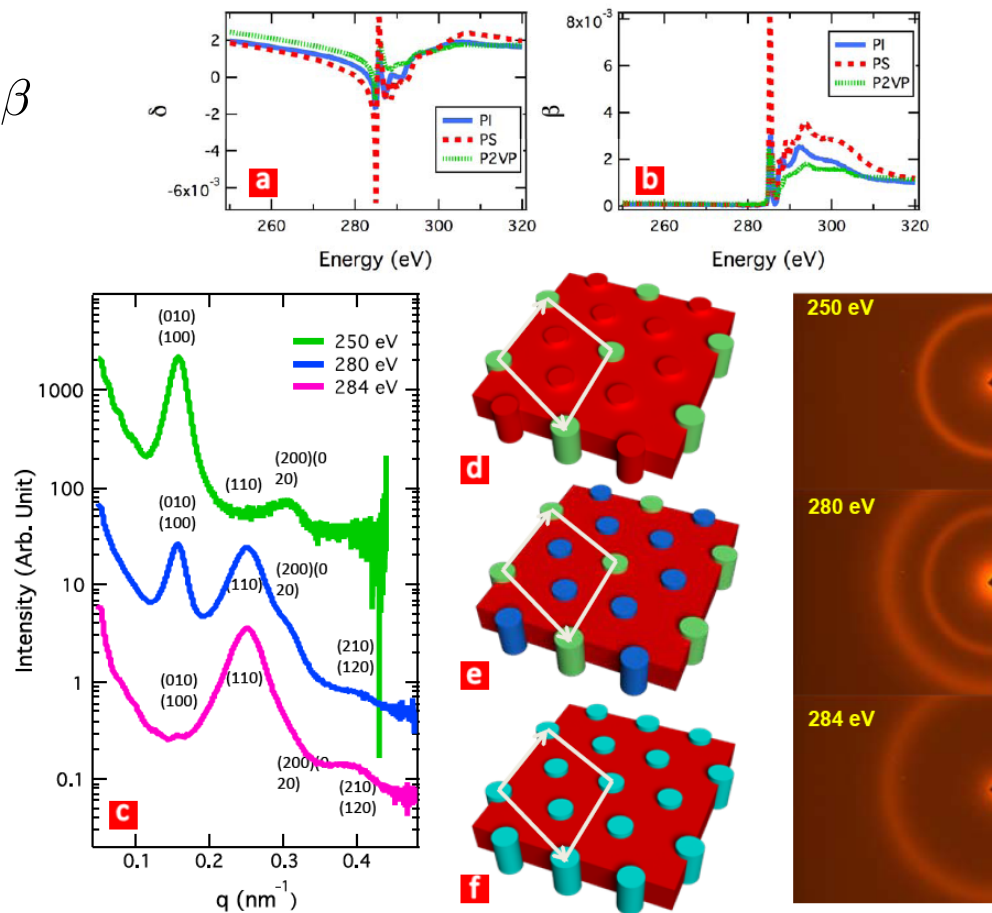 β
δ
2
0
-2
-4
-6x10⁻³
PI
PS
P2VP
a
260
280
300
320
Energy (eV)
β
8x10⁻³
6
4
2
0
PI
PS
P2VP
b
260
280
300
320
Energy (eV)
Intensity (Arb. Unit)
1000
100
10
1
0.1
(010)
(100)
250 eV
280 eV
284 eV
(110)
(200)(0
20)
(010)
(100)
(110)
(200)(0
20)
(210)
(120)
(010)
(100)
(110)
(200)(0
20)
(210)
(120)
c
0.1
0.2
0.3
0.4
q (nm⁻¹)
d
e
f
250 eV
280 eV
284 eV